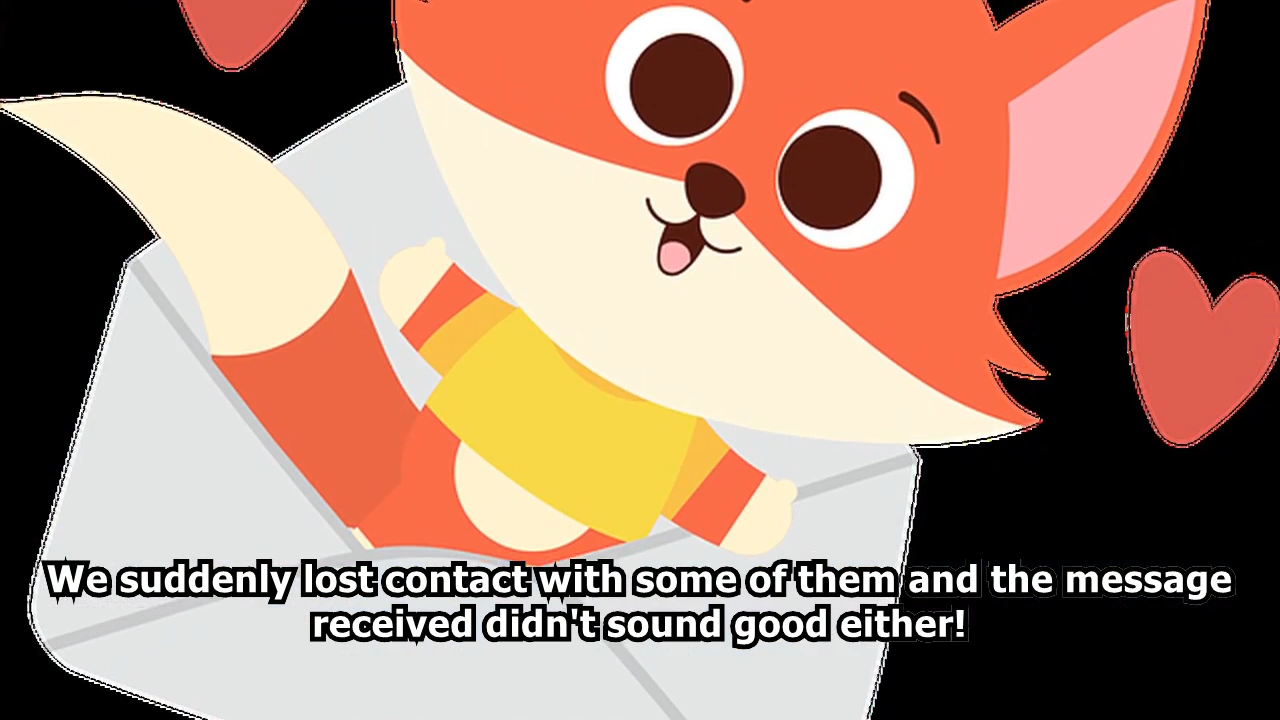 We suddenly lost contact with some of them and the message
received didn't sound good either!